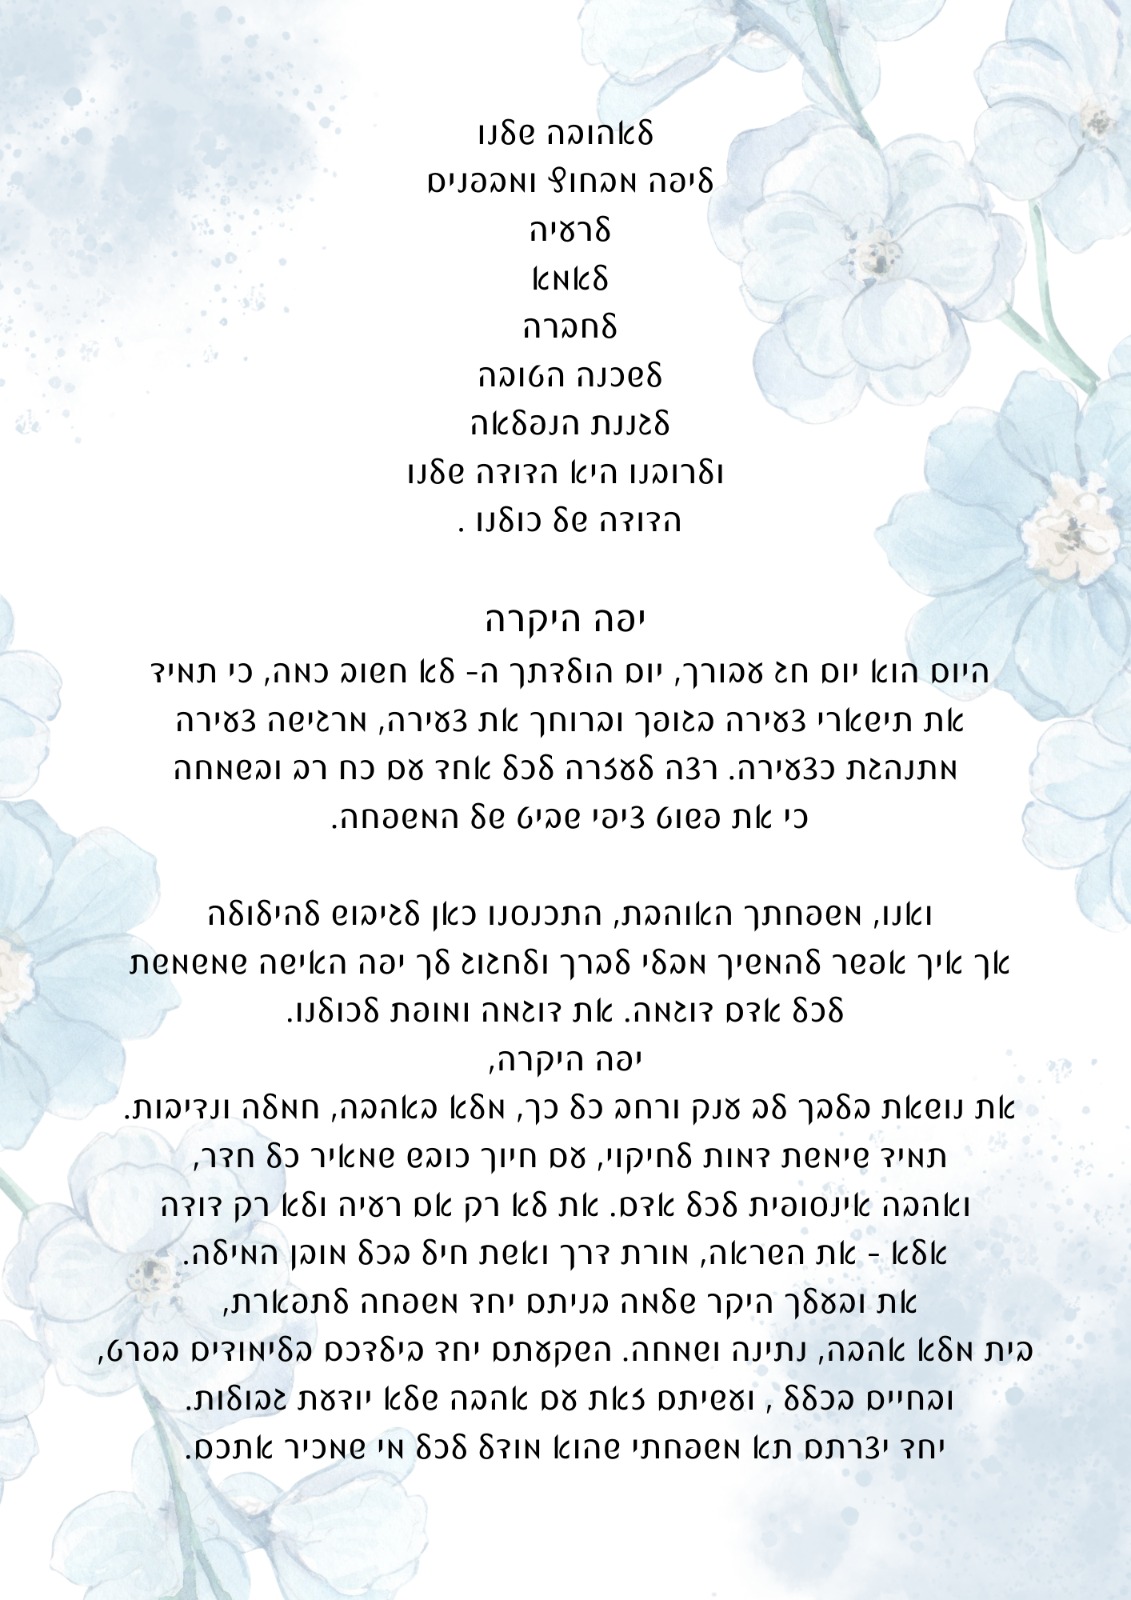 לאהובה שלנו
ליפה מבחוץ ומבפנים
לרעיה
לאמא
לחברה
לשכנה הטובה
לגננת הנפלאה
ולרובנו היא הדודה שלנו
הדודה של כולנו .
יפה היקרה
היום הוא יום חג עבורך, יום הולדתך ה- לא חשוב כמה, כי תמיד
את תישארי צעירה בגופך וברוחך את צעירה, מרגישה צעירה
מתנהגת כצעירה. רצה לעזרה לכל אחד עם כח רב ובשמחה
כי את פשוט ציפי שביט של המשפחה.
ואנו, משפחתך האוהבת, התכנסנו כאן לגיבוש להילולה
אך איך אפשר להמשיך מבלי לברך ולחגוג לך יפה האישה שמשמשת
לכל אדם דוגמה. את דוגמה ומופת לכולנו.
יפה היקרה,
את נושאת בלבך לב ענק ורחב כל כך, מלא באהבה, חמלה ונדיבות.
תמיד שימשת דמות לחיקוי, עם חיוך כובש שמאיר כל חדר,
ואהבה אינסופית לכל אדם. את לא רק אם רעיה ולא רק דודה
אלא - את השראה, מורת דרך ואשת חיל בכל מובן המילה.
את ובעלך היקר שלמה בניתם יחד משפחה לתפארת,
בית מלא אהבה, נתינה ושמחה. השקעתם יחד בילדכם בלימודים בפרט,
ובחיים בכלל , ועשיתם זאת עם אהבה שלא יודעת גבולות.
יחד יצרתם תא משפחתי שהוא מודל לכל מי שמכיר אתכם.